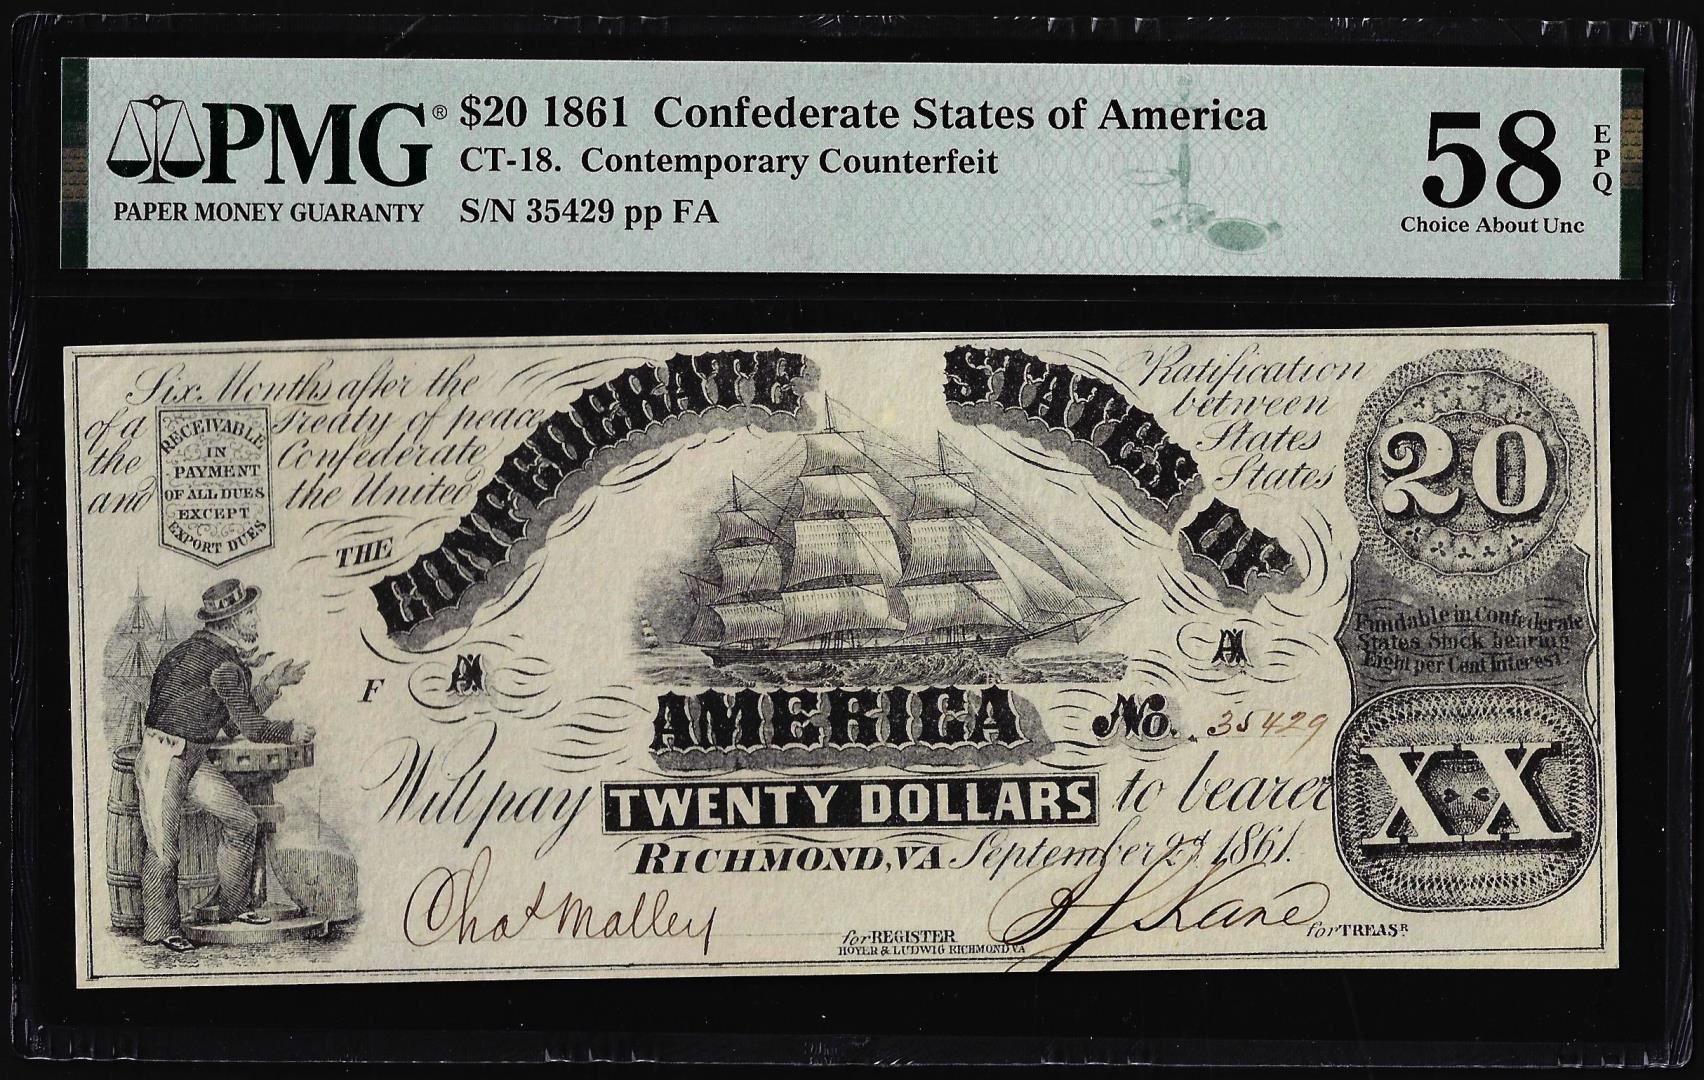 PMG®
PAPER MONEY GUARANTY
$20 1861 Confederate States of America
CT-18. Contemporary Counterfeit
S/N 35429 pp FA
58
EPQ
Choice About Unc
Six Months after the Ratification
of a Treaty of peace between
the Confederate States
and the United States
RECEIVABLE
IN
PAYMENT
OF ALL DUES
EXCEPT
EXPORT DUES
THE
CONFEDERATE STATES OF
AMERICA
F
A
A
No. 35429
20
Fundable in Confederate
States Stock bearing
Eight per Cent Interest.
XX
Will pay TWENTY DOLLARS to bearer
RICHMOND, VA September 2d. 1861.
Chas Malley
for REGISTER
J Kane
for TREASR
HOYER & LUDWIG RICHMOND VA